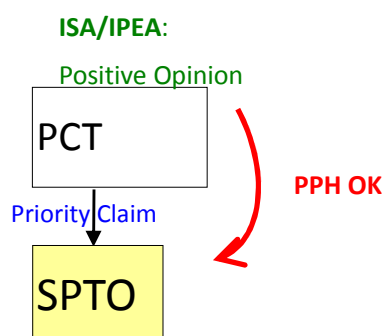 ISA/IPEA:
Positive Opinion
PCT
PPH OK
Priority Claim
SPTO